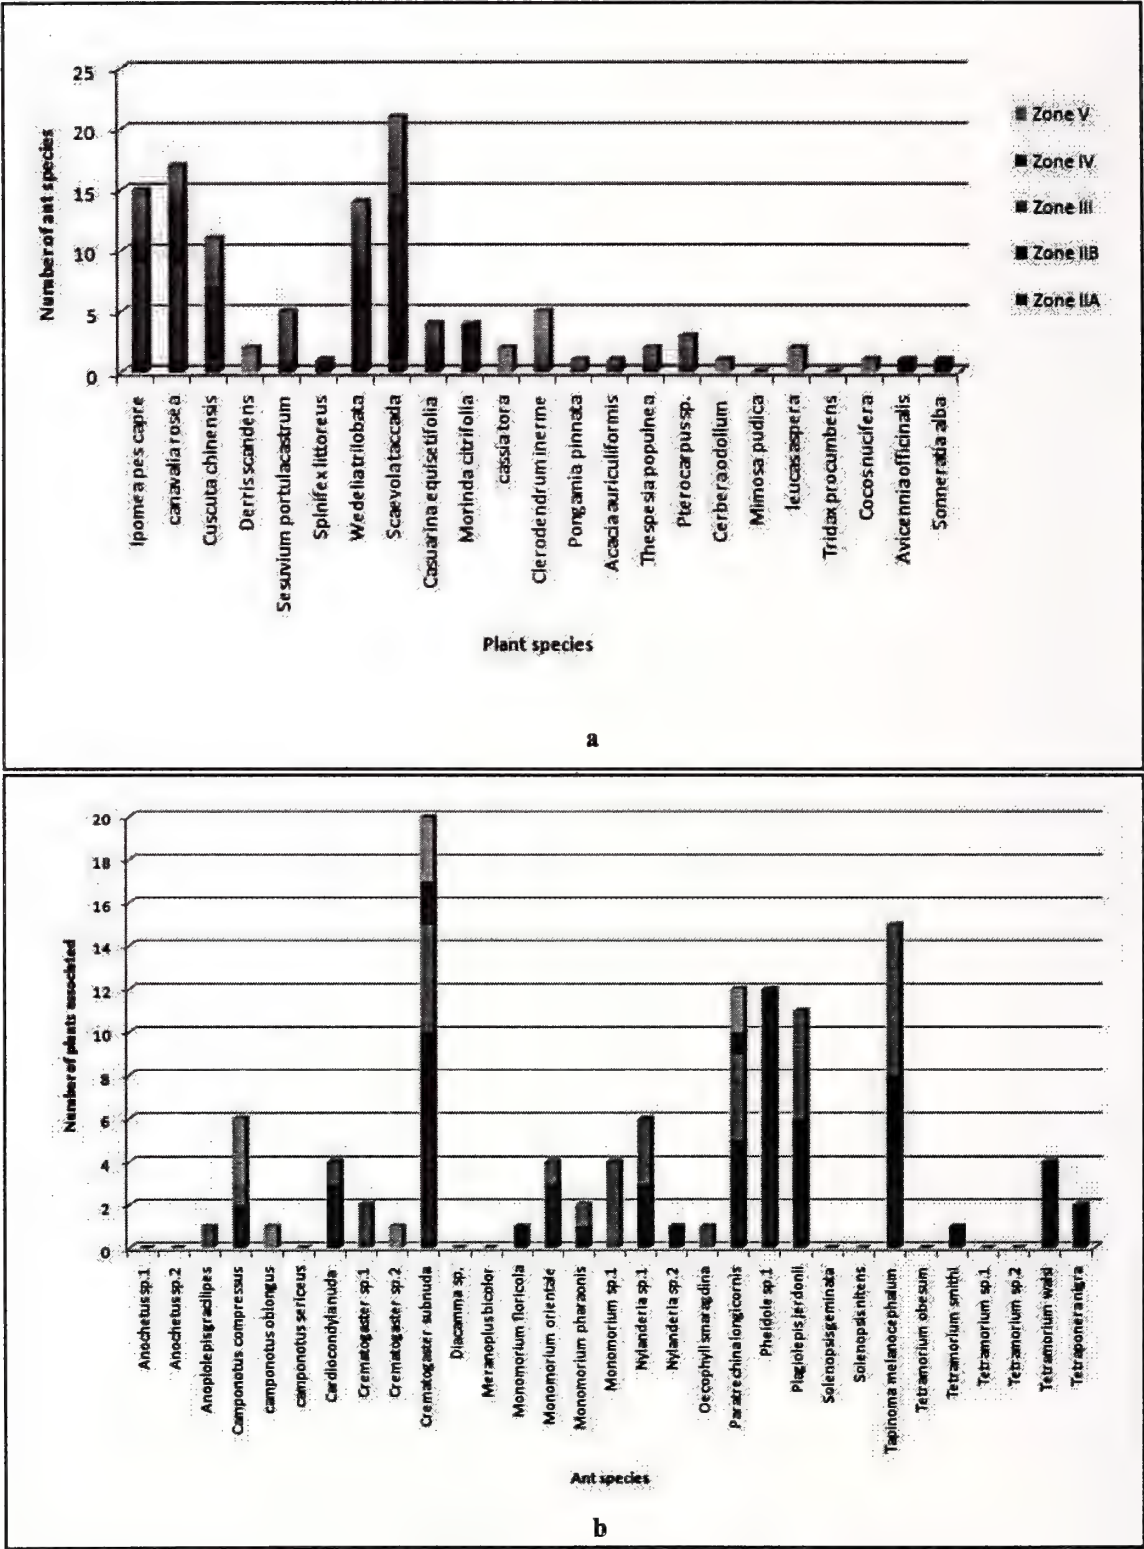 25
20
15
10
5
0
Number of ant species
Zone V
Zone IV
Zone III
Zone IIB
Zone IIA
Ipomea pes capre
canavalia rosea
Cuscuta chinensis
Derris scandens
Sesuvium portulacastrum
Spinifex littoreus
Wedelia trilobata
Scaevola taccada
Casuarina equisetifolia
Morinda citrifolia
cassia tora
Clerodendrum inerme
Pongamia pinnata
Acacia auriculiformis
Thespesia populnea
Pterocarpus sp.
Cerbera odollum
Mimosa pudica
leucas aspera
Tridax procumbens
Cocos nucifera
Avicennia officinalis
Sonneratia alba
Plant species
a
20
18
16
14
12
10
8
6
4
2
0
Number of plants associated
Anochetus sp.1
Anochetus sp.2
Anoplolepis gracilipes
Camponotus compressus
camponotus oblongus
camponotus sericeus
Cardiocondyla nuda
Crematogaster sp.1
Crematogaster sp.2
Crematogaster subnuda
Diacamma sp.
Meranoplus bicolor
Monomorium floricola
Monomorium orientale
Monomorium pharaonis
Monomorium sp.1
Nylanderia sp.1
Nylanderia sp.2
Oecophyll smaragdina
Paratrechina longicornis
Pheidole sp.1
Plagiolepis jerdonii
Solenopsis geminata
Solenopsis nitens
Tapinoma melanocephalum
Tetramorium obesum
Tetramorium smithi
Tetramorium sp.1
Tetramorium sp.2
Tetramorium walsi
Tetraponera nigra
Ant species
b